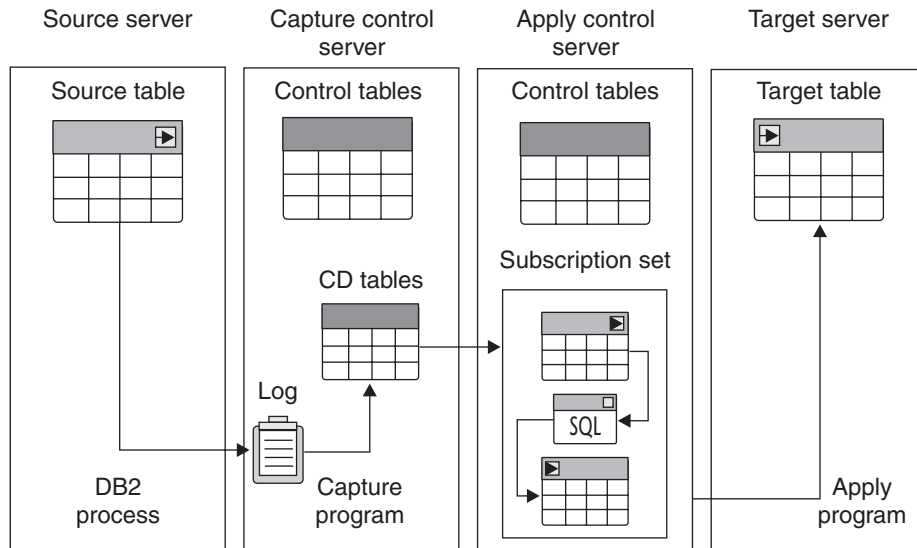 Source server
Capture control
server
Apply control
server
Target server
Source table
Control tables
Control tables
Target table
CD tables
Subscription set
Log
SQL
DB2
process
Capture
program
Apply
program